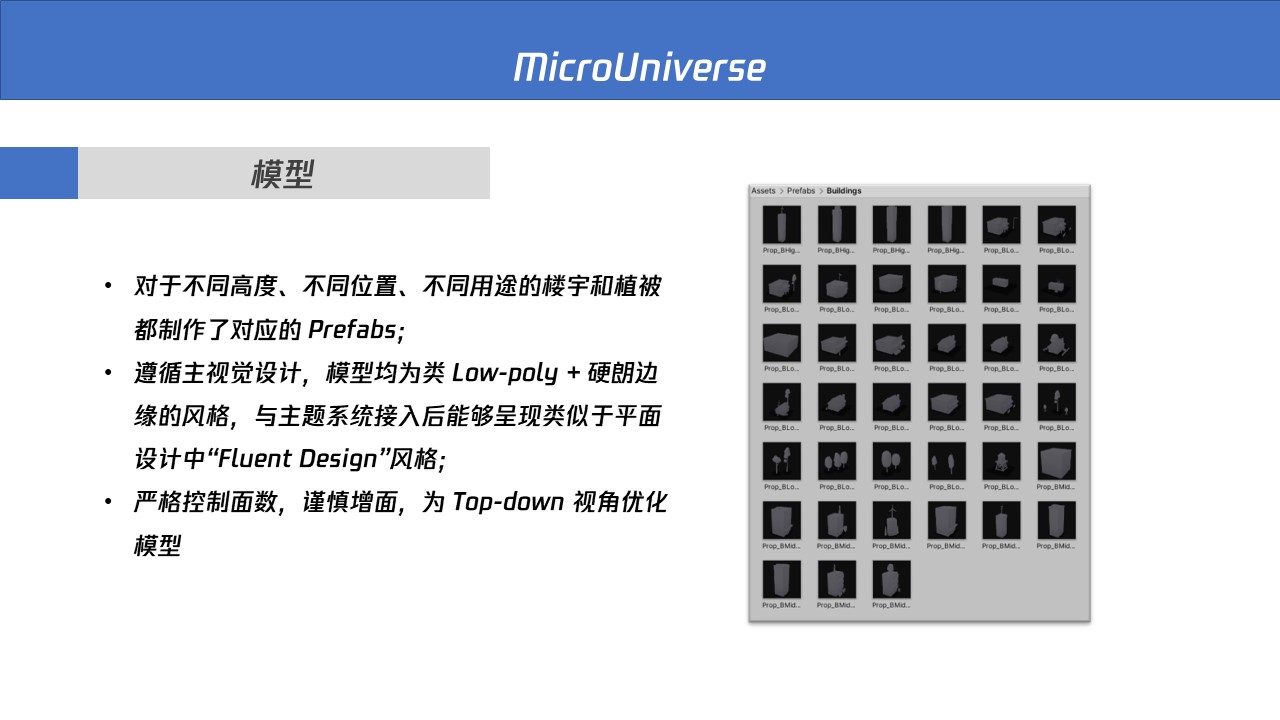 MicroUniverse
模型
• 对于不同高度、不同位置、不同用途的楼宇和植被
都制作了对应的 Prefabs;
• 遵循主视觉设计，模型均为类 Low-poly + 硬朗边
缘的风格，与主题系统接入后能够呈现类似于平面
设计中“Fluent Design”风格;
• 严格控制面数，谨慎增面，为 Top-down 视角优化
模型
Assets > Prefabs > Buildings
Prop_BHig... Prop_BHig... Prop_BHig... Prop_BHig... Prop_BLo... Prop_BLo...
Prop_BLo... Prop_BLo... Prop_BLo... Prop_BLo... Prop_BLo... Prop_BLo...
Prop_BLo... Prop_BLo... Prop_BLo... Prop_BLo... Prop_BLo... Prop_BLo...
Prop_BLo... Prop_BLo... Prop_BLo... Prop_BLo... Prop_BLo... Prop_BLo...
Prop_BLo... Prop_BLo... Prop_BLo... Prop_BLo... Prop_BLo... Prop_BMid...
Prop_BMid... Prop_BMid... Prop_BMid... Prop_BMid... Prop_BMid... Prop_BMid...
Prop_BMid... Prop_BMid... Prop_BMid...